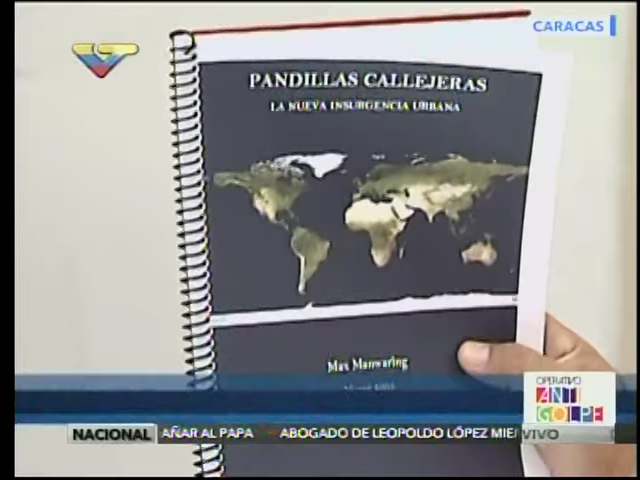 CARACAS
PANDILLAS CALLEJERAS
LA NUEVA INSURGENCIA URBANA
Max Manwaring
OPERATIVO
ANTI
GOLPE
NACIONAL
AÑAR AL PAPA
ABOGADO DE LEOPOLDO LÓPEZ MIE
VIVO